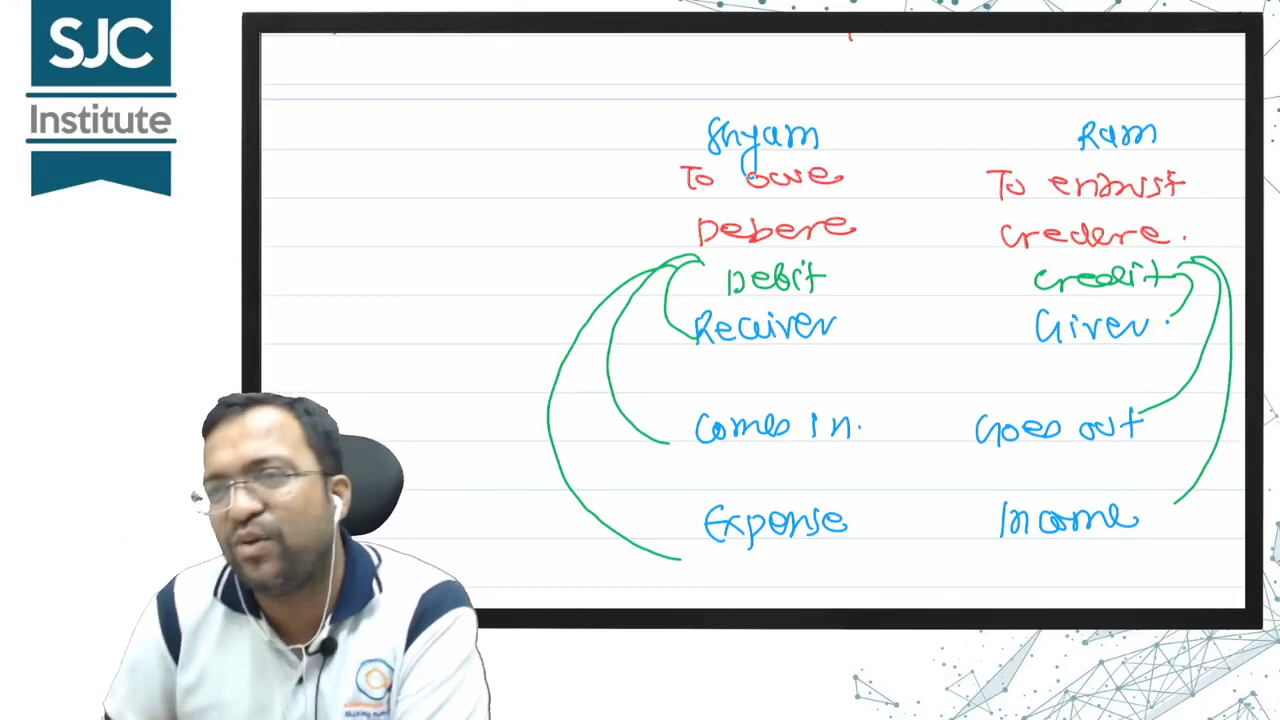 SJC
Institute
Shyam Ram
To owe To entrust
Debere Credere.
Debit Credit
Receiver Giver.
Comes in. Goes out
Expense Income